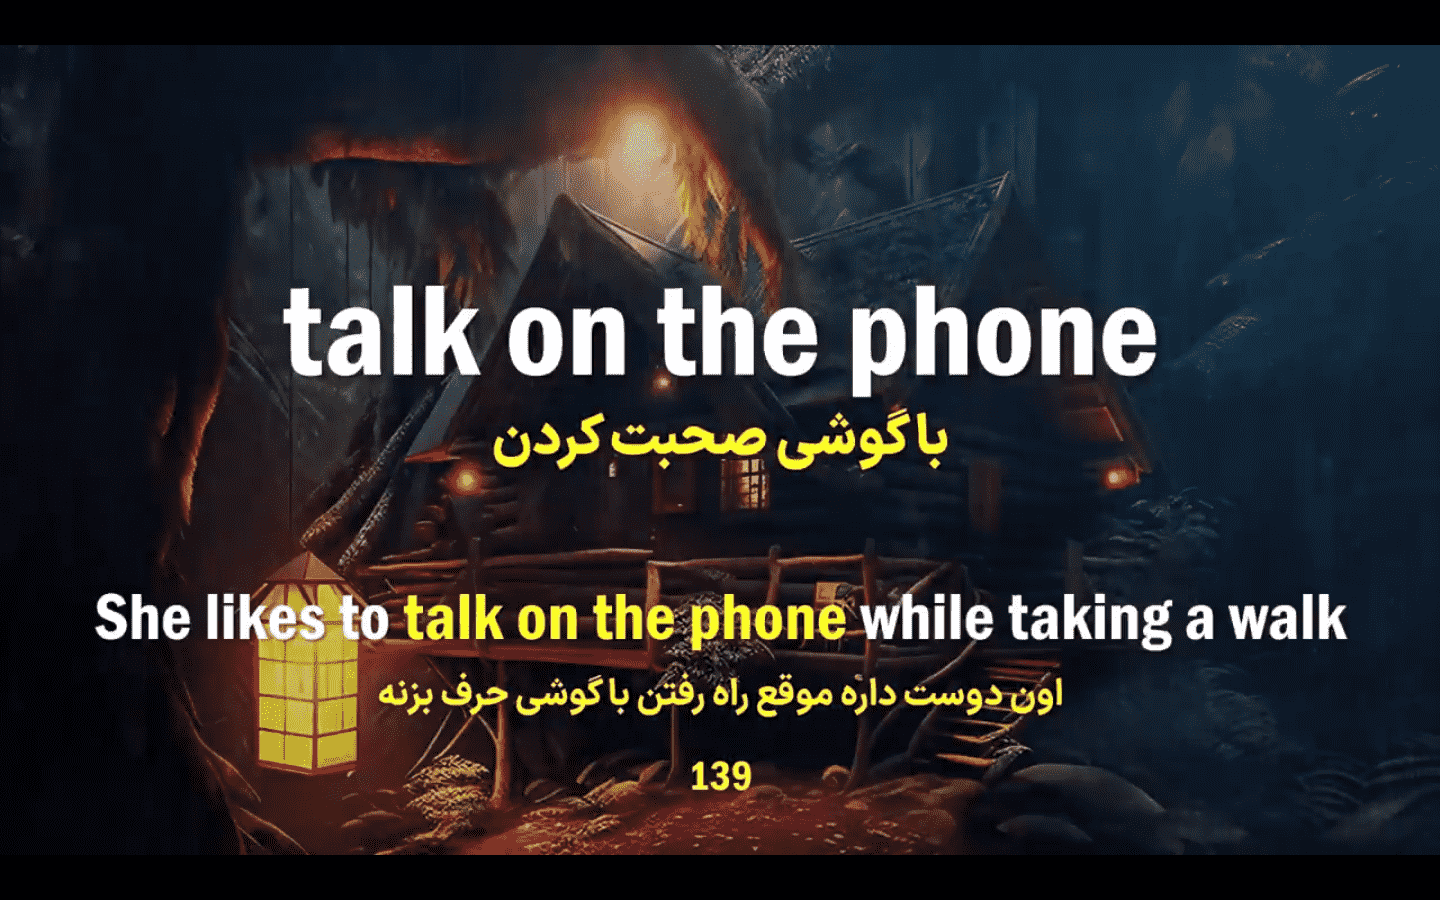 talk on the phone
با گوشی صحبت کردن
She likes to talk on the phone while taking a walk
اون دوست داره موقع راه رفتن با گوشی حرف بزنه
139